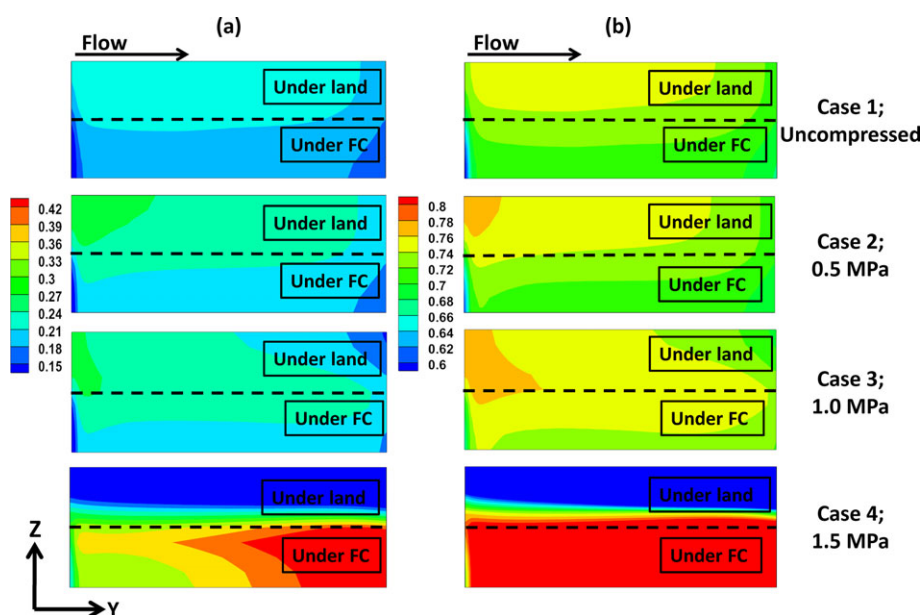 (a)
(b)
Flow
Flow
Under land
Under FC
Under land
Under FC
Case 1;
Uncompressed
0.42
0.39
0.36
0.33
0.3
0.27
0.24
0.21
0.15
Under land
Under FC
0.8
0.78
0.76
0.74
0.7
0.68
0.66
0.64
0.62
0.6
Under land
Under FC
Case 2;
0.5 MPa
Under land
Under FC
Under land
Under FC
Case 3;
1.0 MPa
Under land
Under FC
Under land
Under FC
Case 4;
1.5 MPa
Z
Y